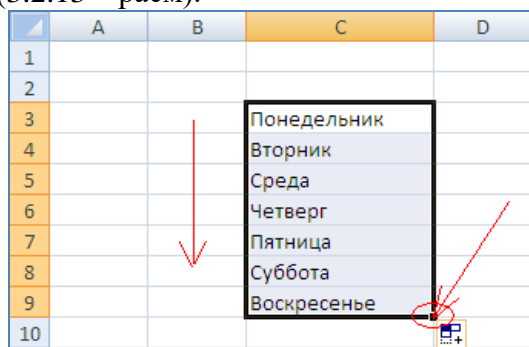 (3.2.13 – расм).
A B C D
1
2
3 Понедельник
4 Вторник
5 Среда
6 Четверг
7 Пятница
8 Суббота
9 Воскресенье
10